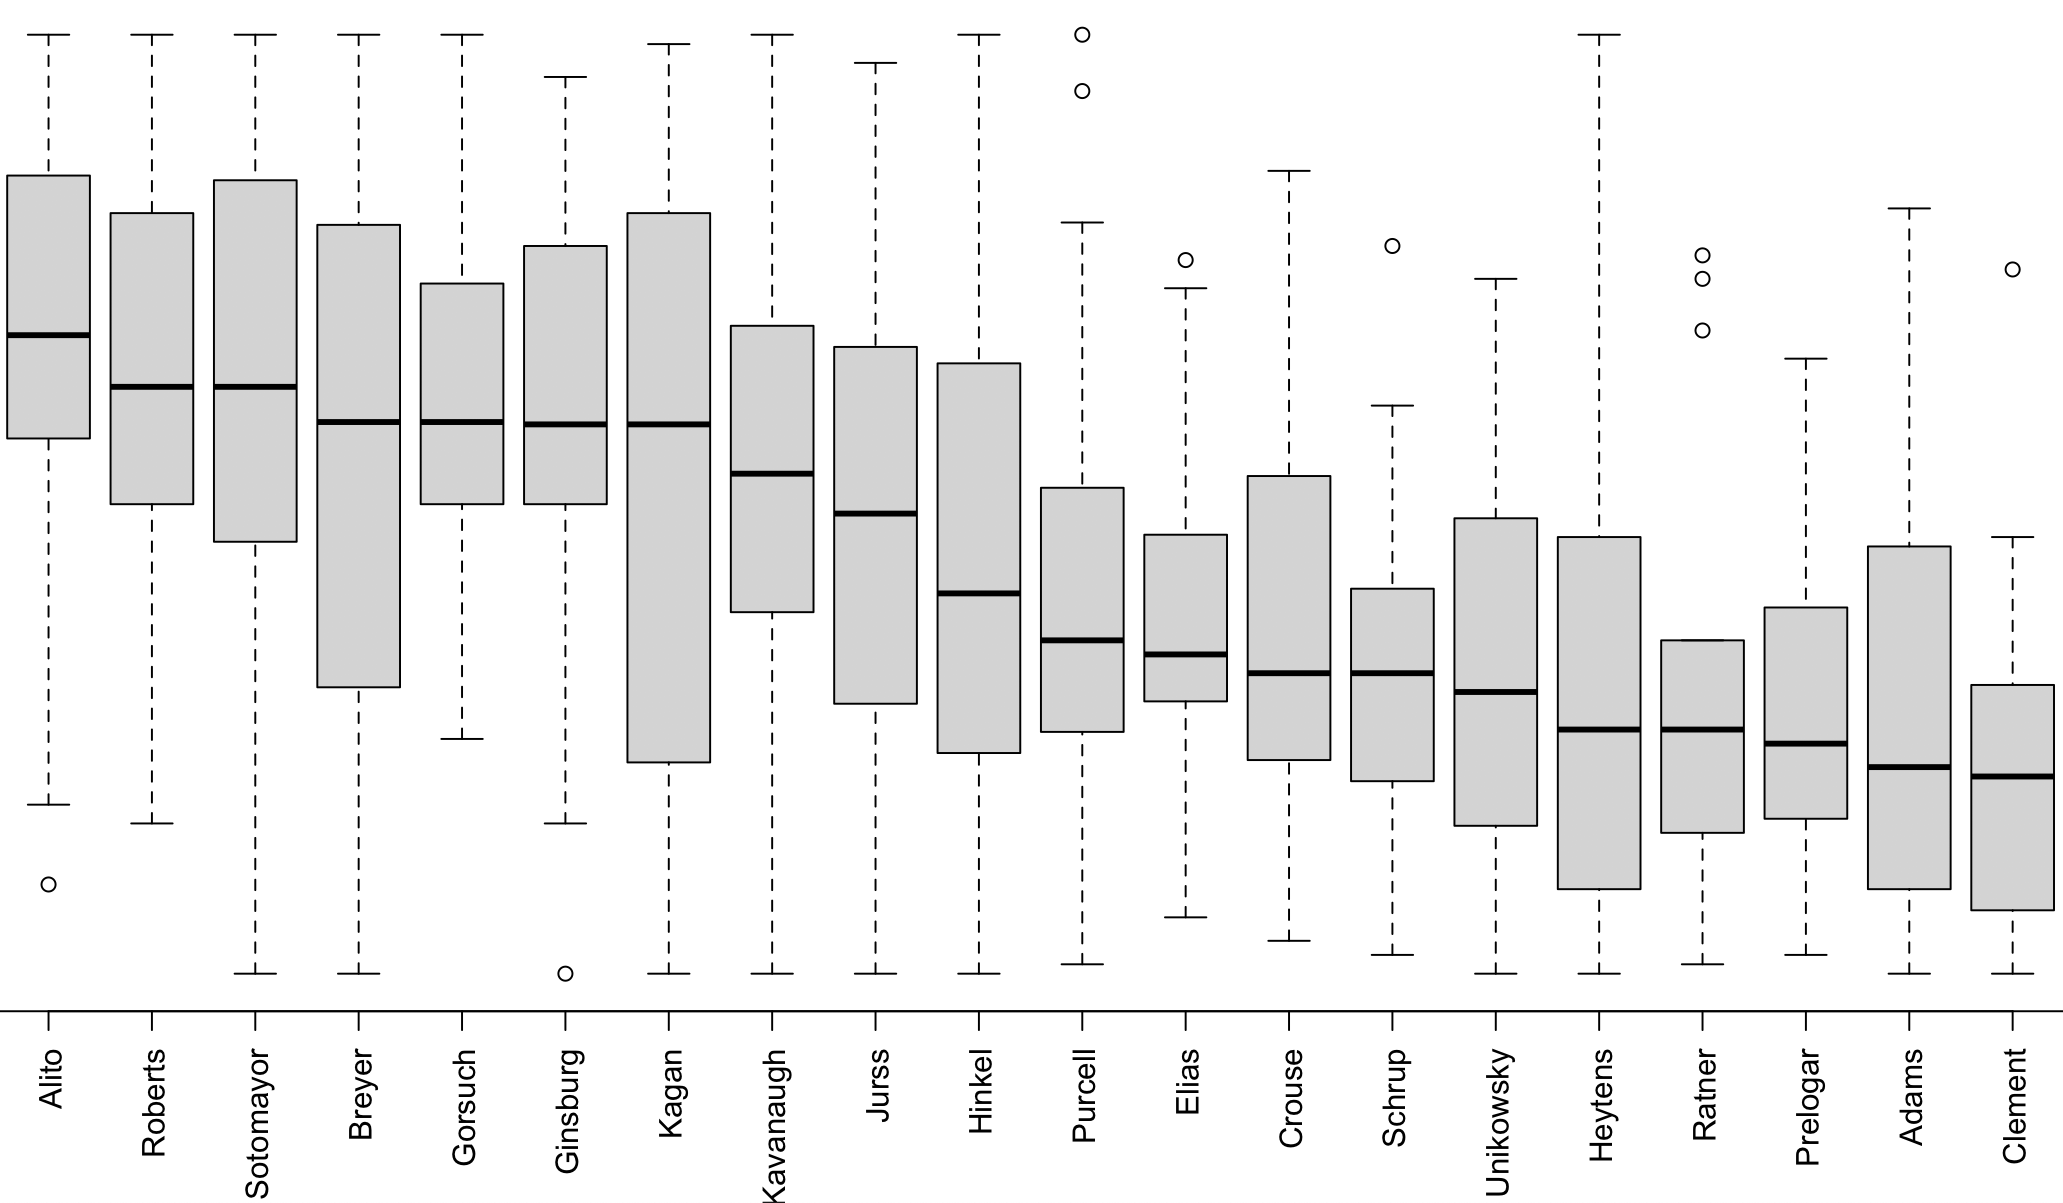 Alito
Roberts
Sotomayor
Breyer
Gorsuch
Ginsburg
Kagan
Kavanaugh
Jurss
Hinkel
Purcell
Elias
Crouse
Schrup
Unikowsky
Heytens
Ratner
Prelogar
Adams
Clement